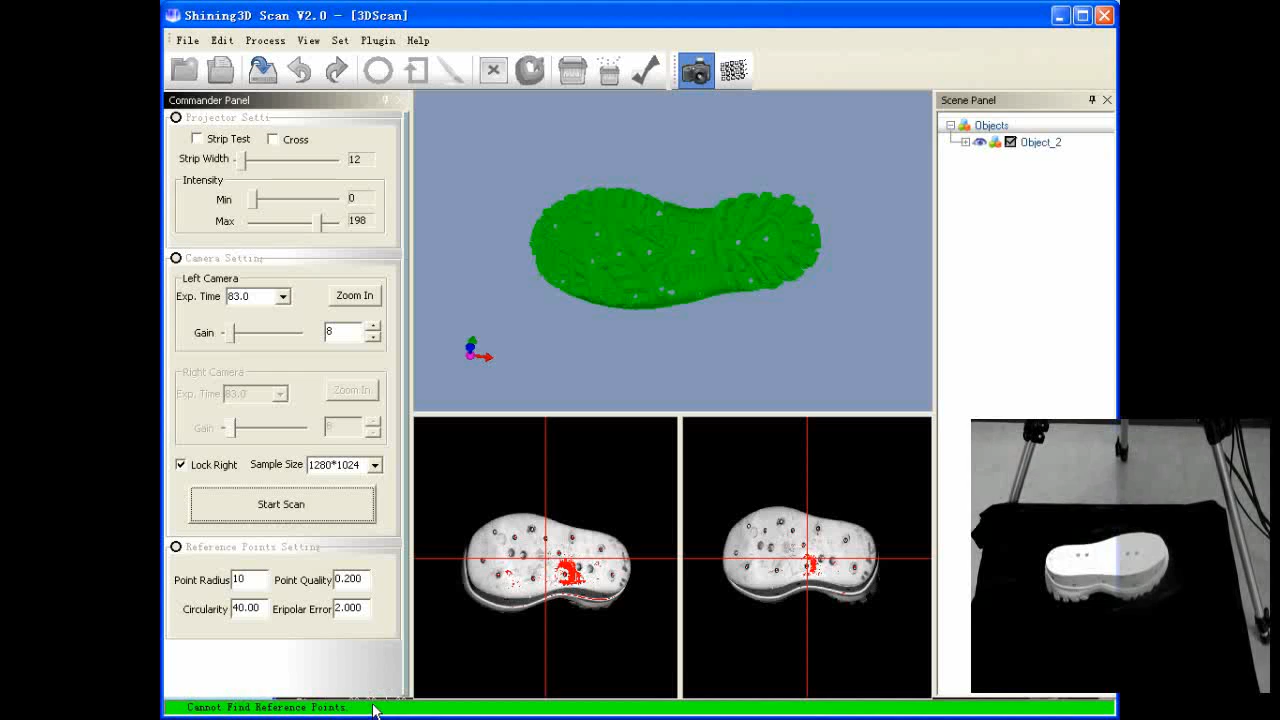 Shining3D Scan V2.0 - [3DScan]
File Edit Process View Set Plugin Help
Commander Panel
Scene Panel
Projector Setti
Strip Test Cross
Strip Width 12
Intensity
Min 0
Max 198
Camera Setting
Left Camera
Exp. Time 83.0 Zoom In
Gain 8
Right Camera
Exp. Time 83.0 Zoom In
Gain 8
Lock Right Sample Size 1280*1024
Start Scan
Reference Points Setting
Point Radius 10 Point Quality 0.200
Circularity 40.00 Eripolar Error 2.000
Objects
Object_2
Cannot Find Reference Points.